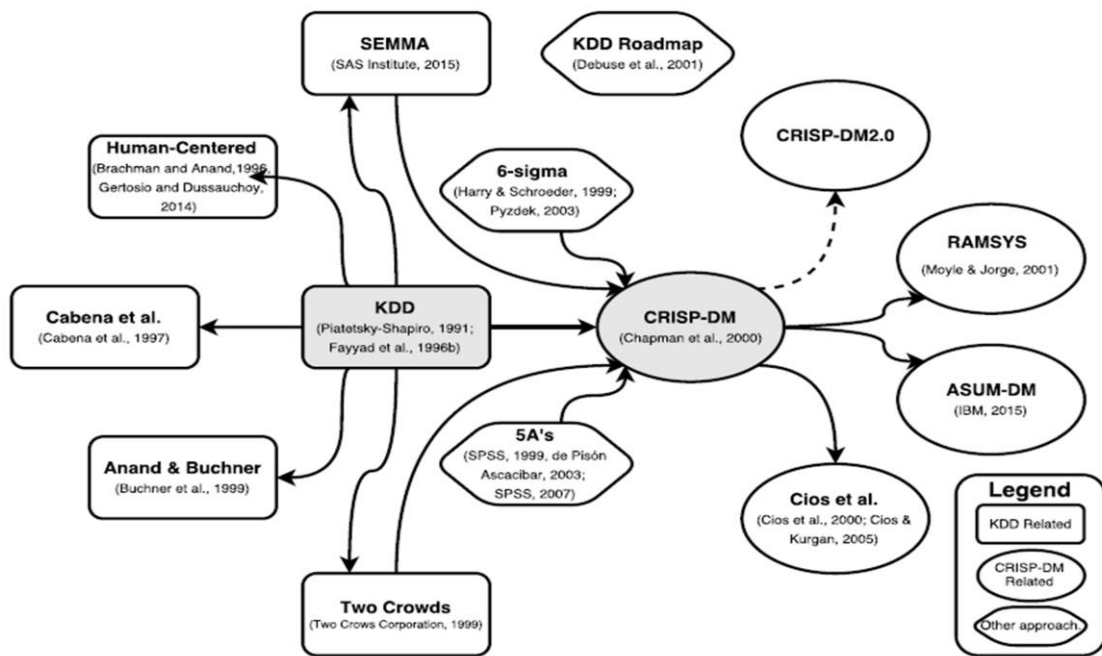 SEMMA
(SAS Institute, 2015)
KDD Roadmap
(Debuse et al., 2001)
CRISP-DM2.0
Human-Centered
(Brachman and Anand,1996,
Gertosio and Dussauchoy,
2014)
6-sigma
(Harry & Schroeder, 1999;
Pyzdek, 2003)
RAMSYS
(Moyle & Jorge, 2001)
Cabena et al.
(Cabena et al., 1997)
KDD
(Piatetsky-Shapiro, 1991;
Fayyad et al., 1996b)
CRISP-DM
(Chapman et al., 2000)
ASUM-DM
(IBM, 2015)
Anand & Buchner
(Buchner et al., 1999)
5A's
(SPSS, 1999, de Pisón
Ascacibar, 2003;
SPSS, 2007)
Cios et al.
(Cios et al., 2000; Cios &
Kurgan, 2005)
Two Crowds
(Two Crows Corporation, 1999)
Legend
KDD Related
CRISP-DM
Related
Other approach.